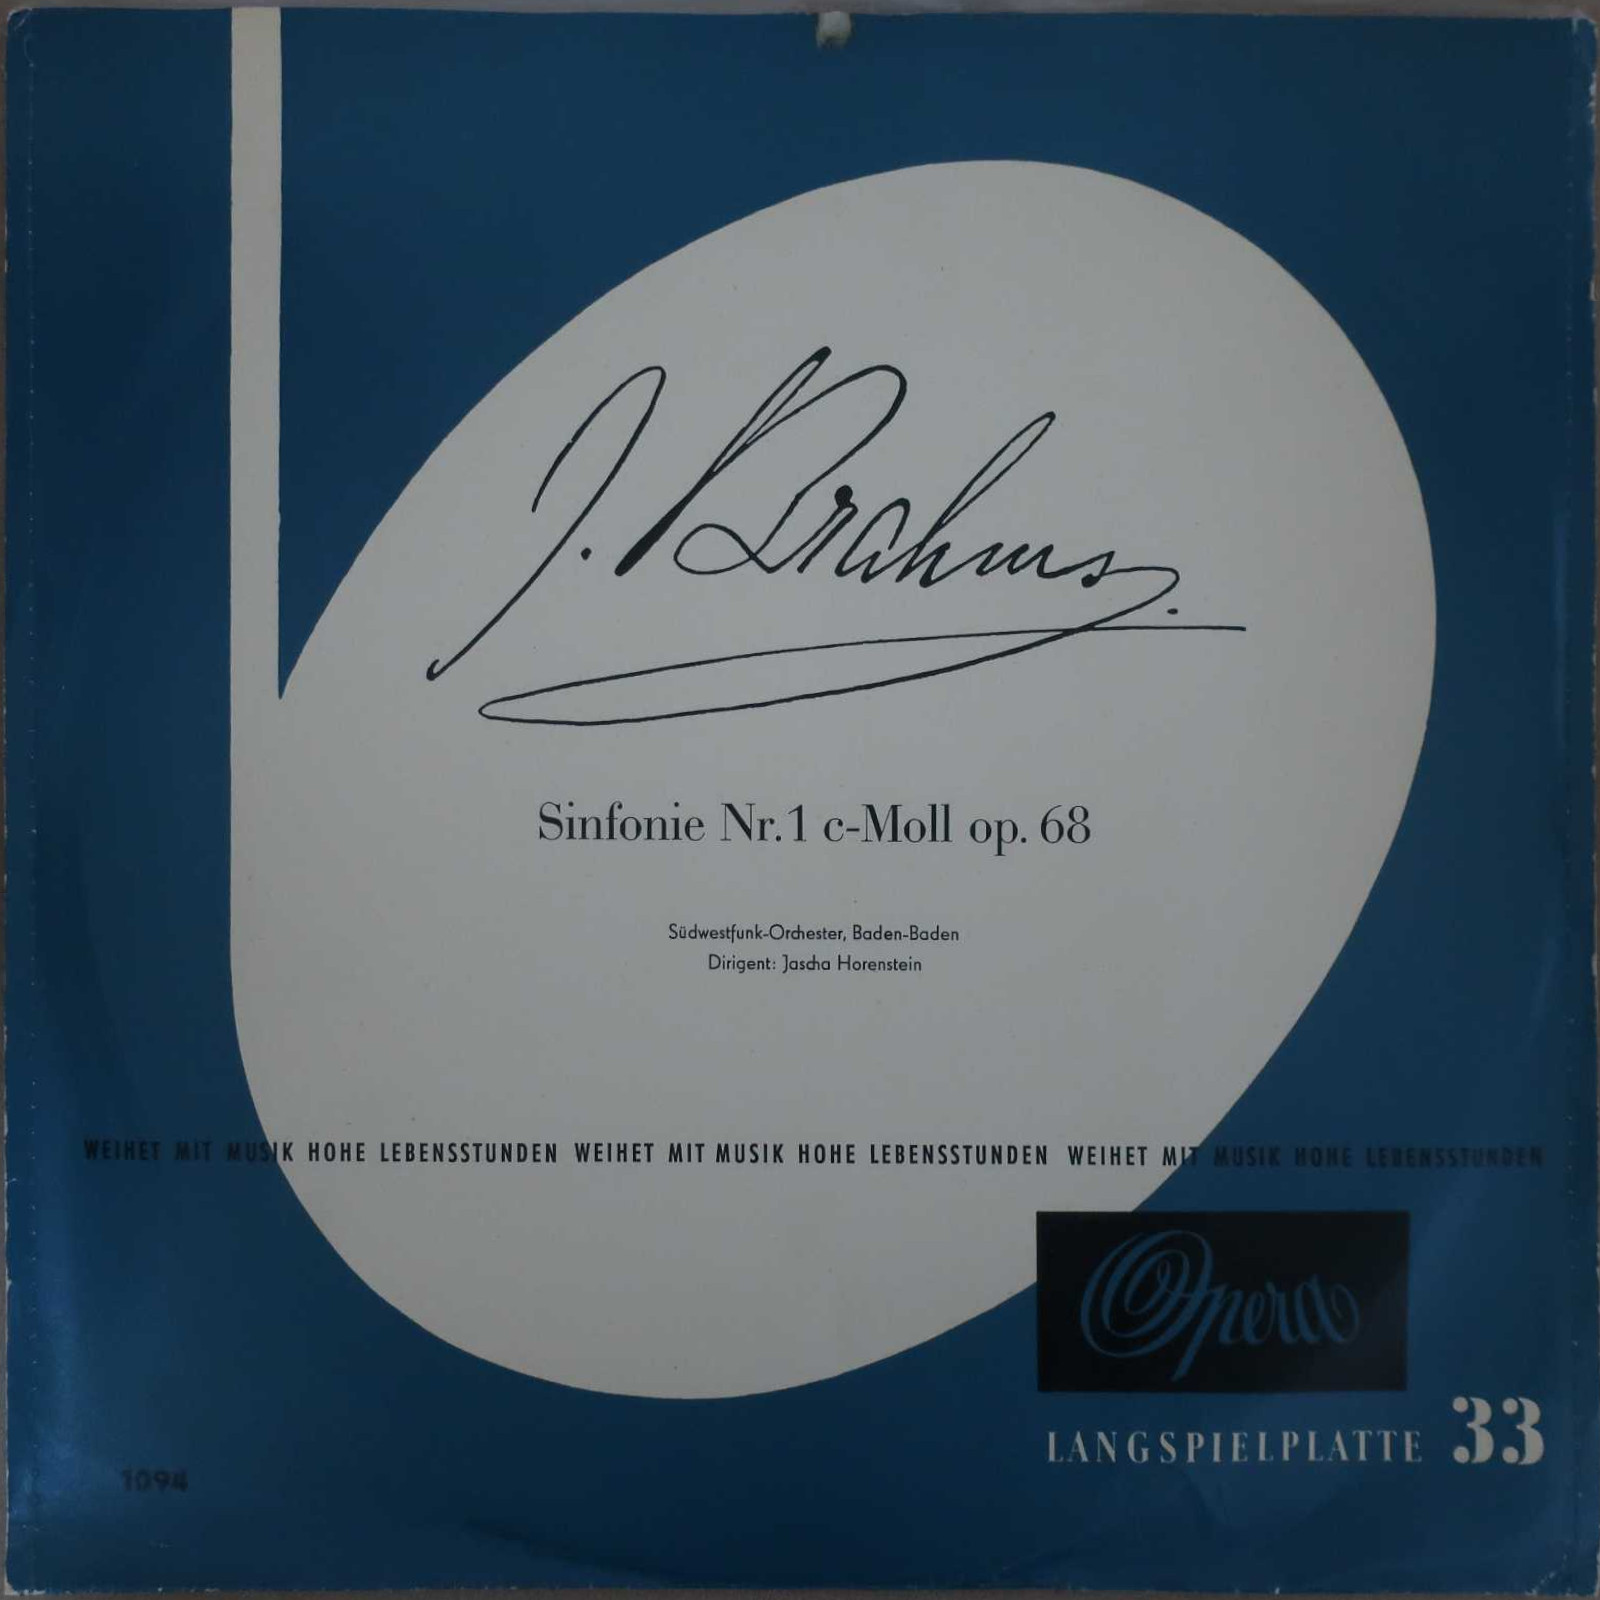 J. Brahms.
Sinfonie Nr. 1 c-Moll op. 68
Südwestfunk-Orchester, Baden-Baden
Dirigent: Jascha Horenstein
WEIHET MIT MUSIK HOHE LEBENSSTUNDEN WEIHET MIT MUSIK HOHE LEBENSSTUNDEN WEIHET MIT MUSIK HOHE LEBENSSTUNDEN
Opera
LANGSPIELPLATTE 33
1094